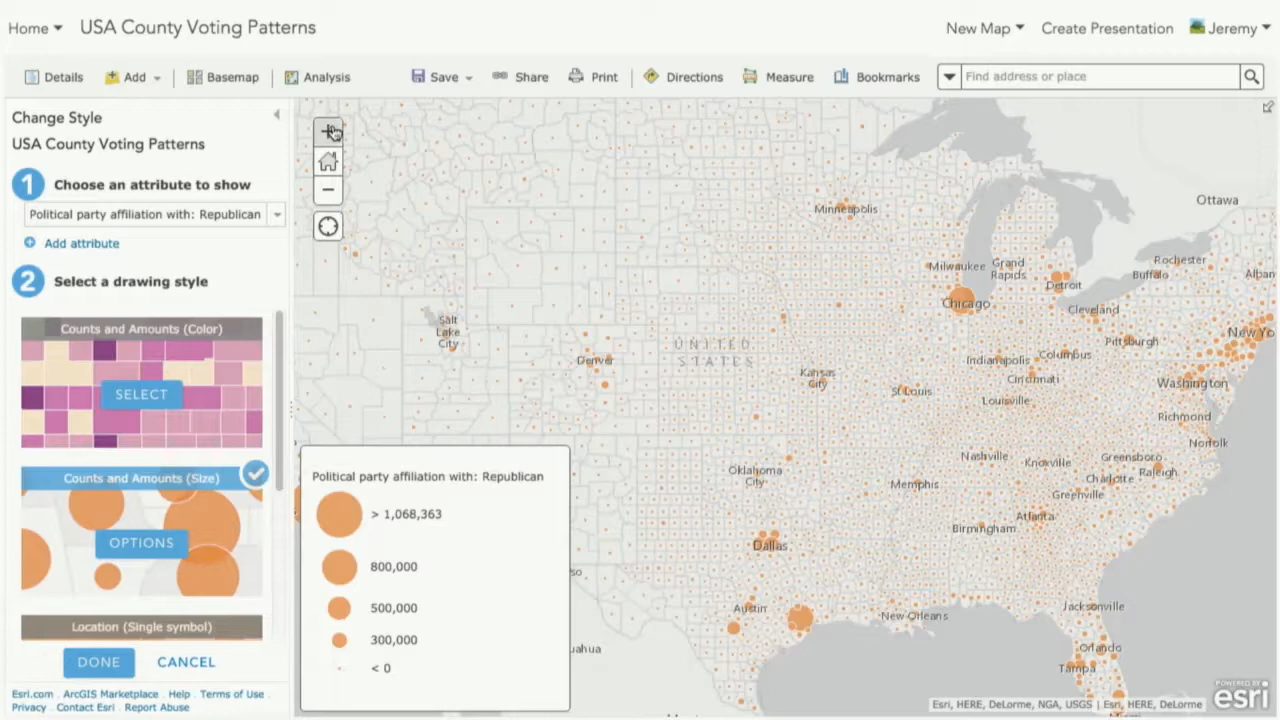 Home
USA County Voting Patterns
New Map
Create Presentation
Jeremy
Details
Add
Basemap
Analysis
Save
Share
Print
Directions
Measure
Bookmarks
Find address or place
Change Style
USA County Voting Patterns
1
Choose an attribute to show
Political party affiliation with: Republican
Add attribute
2
Select a drawing style
Counts and Amounts (Color)
SELECT
Counts and Amounts (Size)
OPTIONS
Location (Single symbol)
DONE
CANCEL
Esri.com . ArcGIS Marketplace . Help . Terms of Use .
Privacy . Contact Esri . Report Abuse
Political party affiliation with: Republican
> 1,068,363
800,000
500,000
300,000
< 0
Ottawa
Minneapolis
Milwaukee
Grand
Rapids
Rochester
Buffalo
Alban
Detroit
Chicago
Cleveland
Salt
Lake
City
UNITED
STATES
New Yo
Pittsburgh
Denver
Indianapolis
Columbus
Kansas
City
Cincinnati
Washington
St Louis
Louisville
Richmond
Norfolk
Nashville
Knoxville
Greensboro
Oklahoma
City
Memphis
Charlotte
Raleigh
Greenville
Atlanta
Birmingham
Dallas
so
Austin
New Orleans
Jacksonville
uahua
Orlando
Tampa
Esri, HERE, DeLorme, NGA, USGS | Esri, HERE, DeLorme
POWERED BY
esri